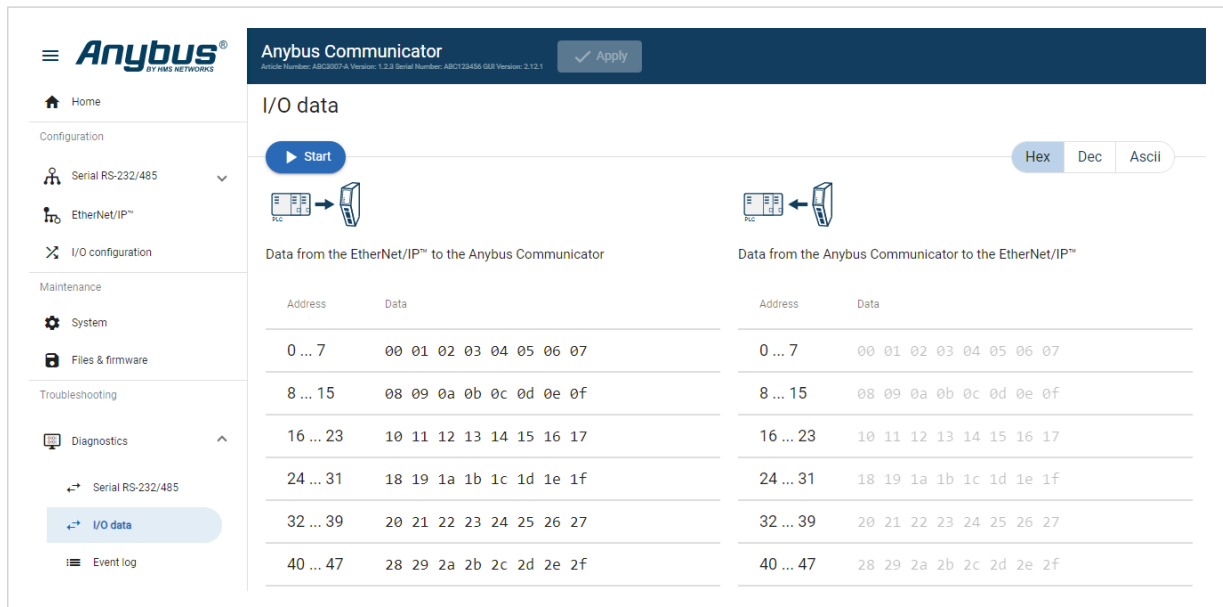 Anybus®
BY HMS NETWORKS
Anybus Communicator
Article Number: ABC3007-A Version: 1.2.3 Serial Number: ABC123456 GUI Version: 2.12.1
Apply
Home
Configuration
Serial RS-232/485
EtherNet/IP™
I/O configuration
Maintenance
System
Files & firmware
Troubleshooting
Diagnostics
Serial RS-232/485
I/O data
Event log
I/O data
Start
Hex Dec Ascii
PLC
Data from the EtherNet/IP™ to the Anybus Communicator
Address Data
0 ... 7 00 01 02 03 04 05 06 07
8 ... 15 08 09 0a 0b 0c 0d 0e 0f
16 ... 23 10 11 12 13 14 15 16 17
24 ... 31 18 19 1a 1b 1c 1d 1e 1f
32 ... 39 20 21 22 23 24 25 26 27
40 ... 47 28 29 2a 2b 2c 2d 2e 2f
PLC
Data from the Anybus Communicator to the EtherNet/IP™
Address Data
0 ... 7 00 01 02 03 04 05 06 07
8 ... 15 08 09 0a 0b 0c 0d 0e 0f
16 ... 23 10 11 12 13 14 15 16 17
24 ... 31 18 19 1a 1b 1c 1d 1e 1f
32 ... 39 20 21 22 23 24 25 26 27
40 ... 47 28 29 2a 2b 2c 2d 2e 2f